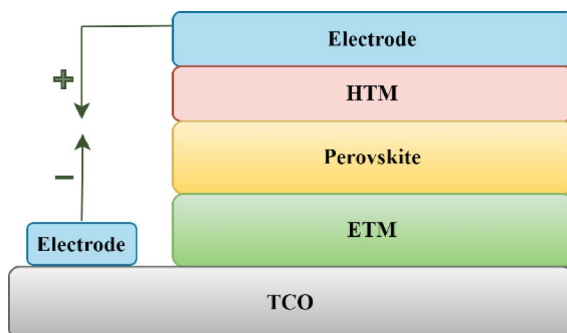 Electrode
+
HTM
Perovskite
−
Electrode
ETM
TCO